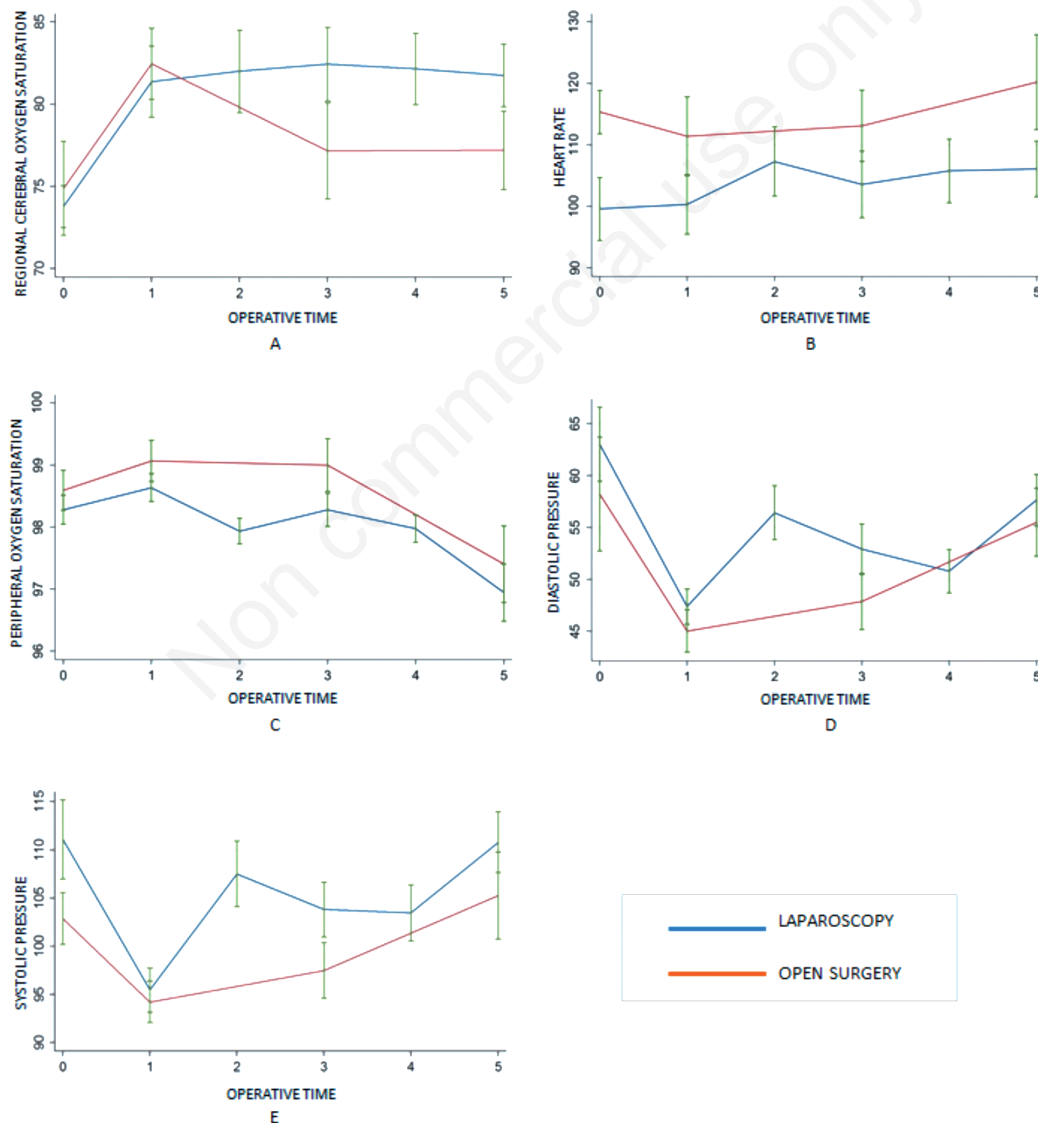 REGIONAL CEREBRAL OXYGEN SATURATION
85
80
75
70
0 1 2 3 4 5
OPERATIVE TIME
A
HEART RATE
130
120
110
100
90
0 1 2 3 4 5
OPERATIVE TIME
B
PERIPHERAL OXYGEN SATURATION
100
99
98
97
96
0 1 2 3 4 5
OPERATIVE TIME
C
DIASTOLIC PRESSURE
65
60
55
50
45
0 1 2 3 4 5
OPERATIVE TIME
D
SYSTOLIC PRESSURE
115
110
105
100
95
90
0 1 2 3 4 5
OPERATIVE TIME
E
LAPAROSCOPY
OPEN SURGERY
Non commercial use only